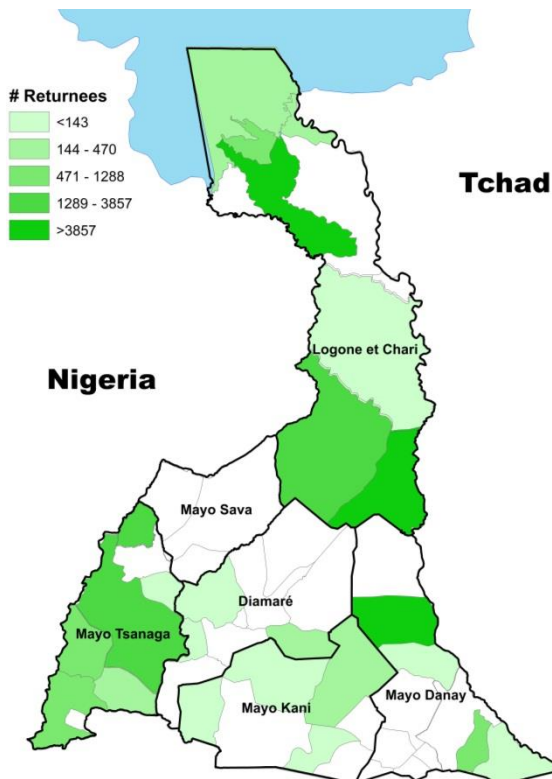 # Returnees
<143
144 - 470
471 - 1288
1289 - 3857
>3857
Tchad
Logone et Chari
Nigeria
Mayo Sava
Diamaré
Mayo Tsanaga
Mayo Danay
Mayo Kani